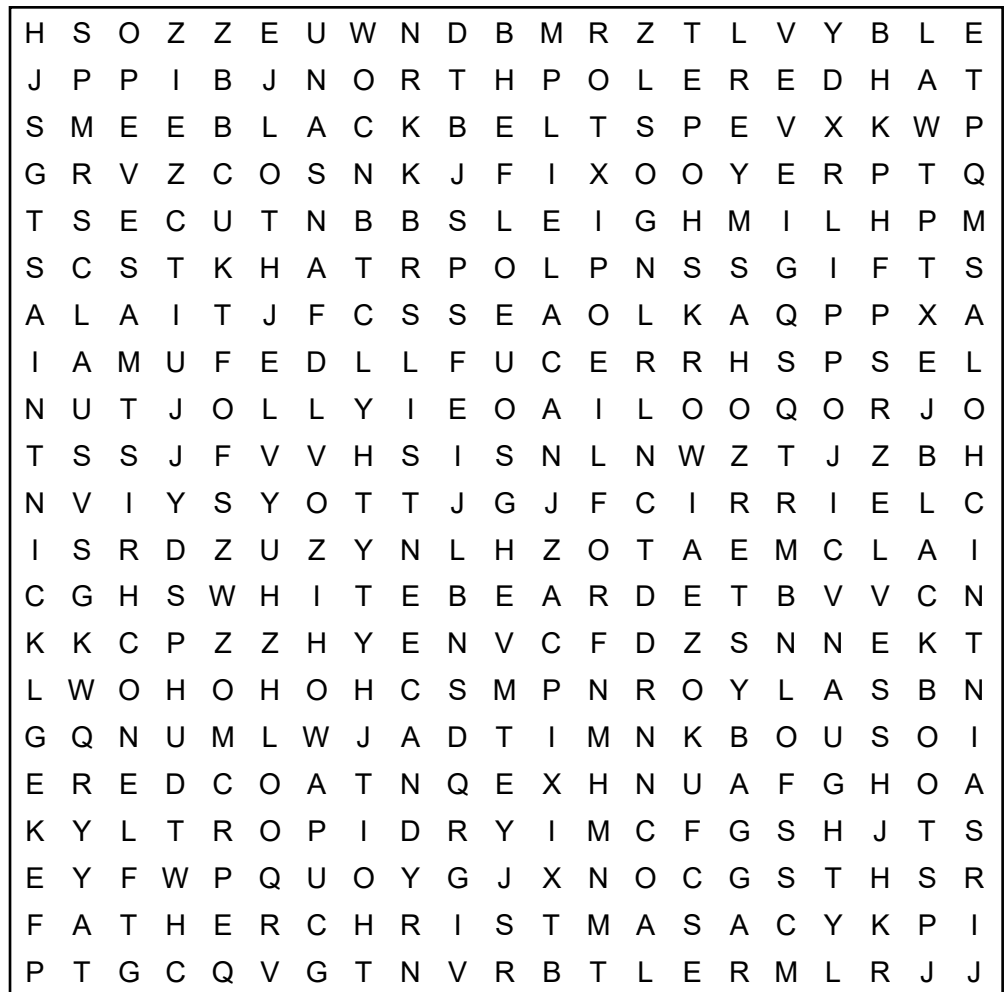 H S O Z Z E U W N D B M R Z T L V Y B L E
J P P I B J N O R T H P O L E R E D H A T
S M E E B L A C K B E L T S P E V X K W P
G R V Z C O S N K J F I X O O Y E R P T Q
T S E C U T N B B S L E I G H M I L H P M
S C S T K H A T R P O L P N S S G I F T S
A L A I T J F C S S E A O L K A Q P P X A
I A M U F E D L L F U C E R R H S P S E L
N U T J O L L Y I E O A I L O O Q O R J O
T S S J F V V H S I S N L N W Z T J Z B H
N V I Y S Y O T T J G J F C I R R I E L C
I S R D Z U Z Y N L H Z O T A E M C L A I
C G H S W H I T E B E A R D E T B V V C N
K K C P Z Z H Y E N V C F D Z S N N E K T
L W O H O H O H C S M P N R O Y L A S B N
G Q N U M L W J A D T I M N K B O U S O I
E R E D C O A T N Q E X H N U A F G H O A
K Y L T R O P I D R Y I M C F G S H J T S
E Y F W P Q U O Y G J X N O C G S T H S R
F A T H E R C H R I S T M A S A C Y K P I
P T G C Q V G T N V R B T L E R M L R J J